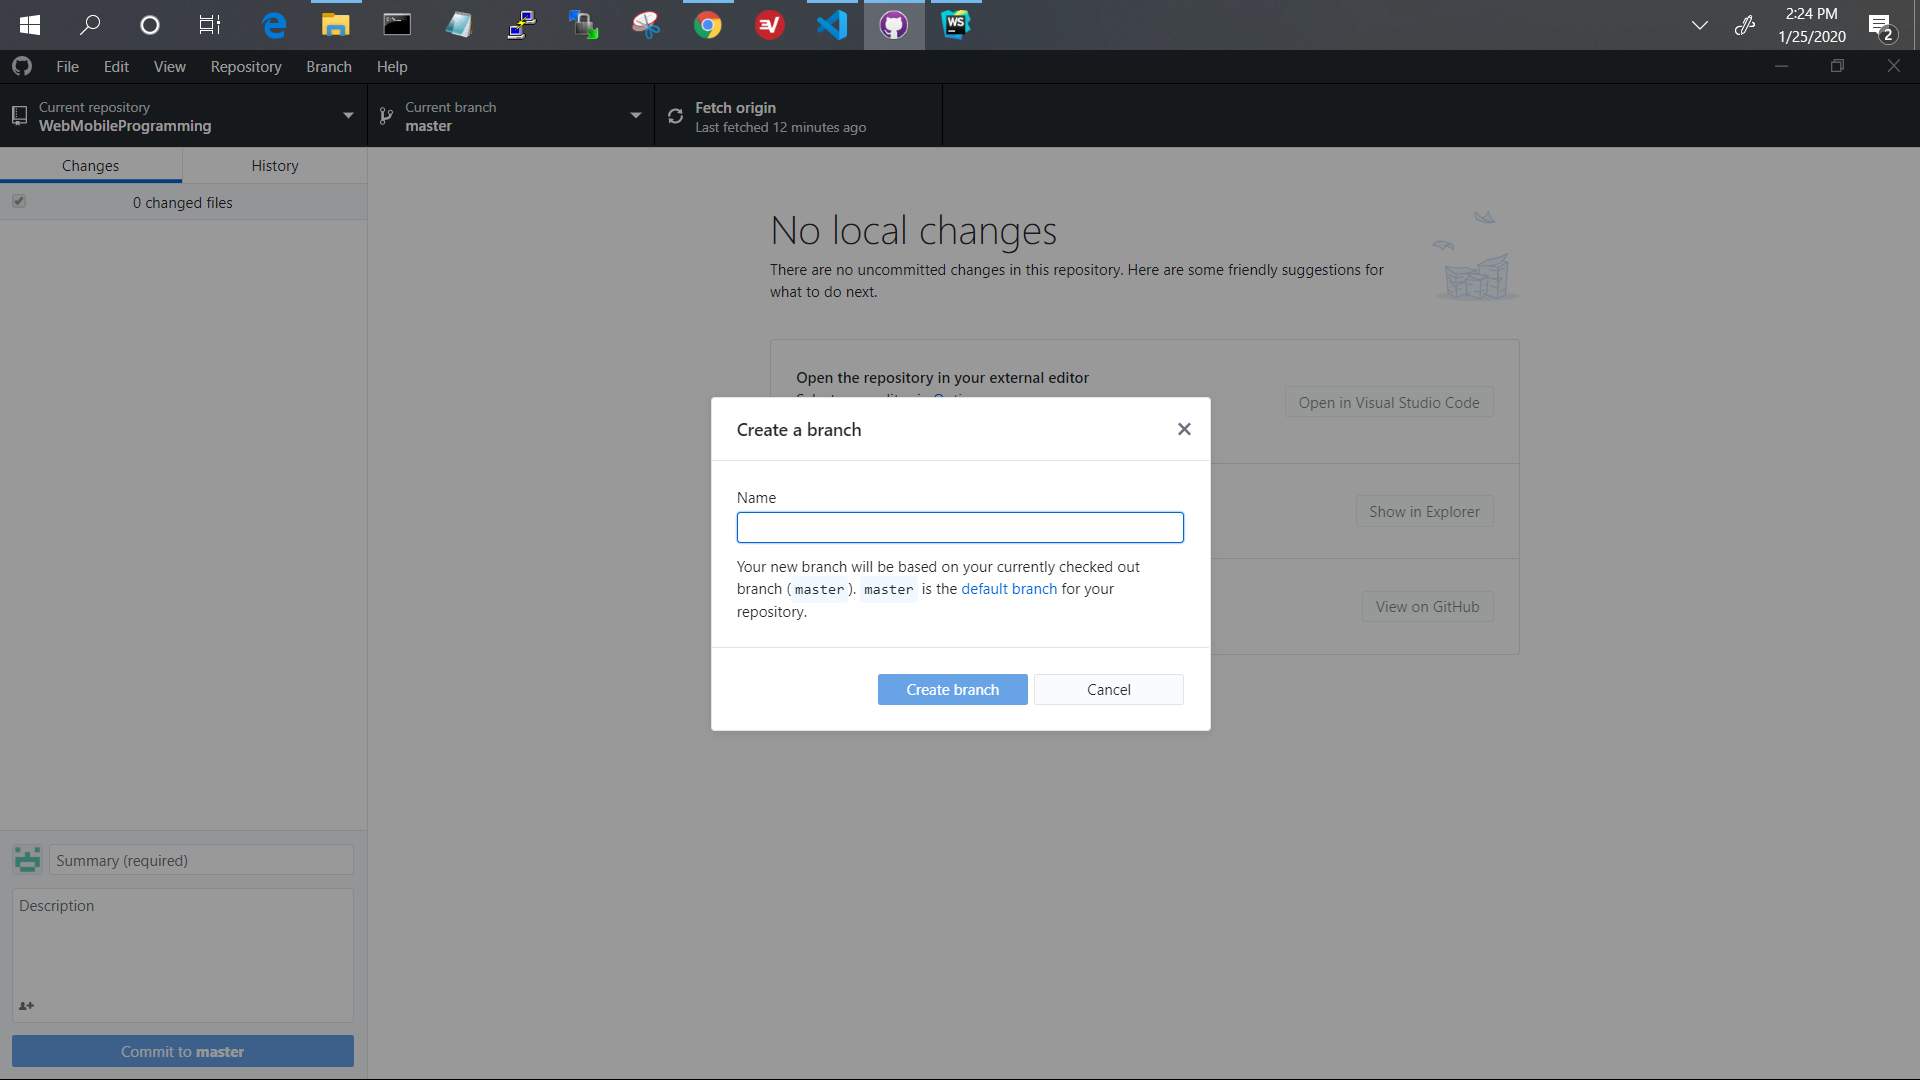 2:24 PM
1/25/2020
2
WS
File Edit View Repository Branch Help
Current repository
WebMobileProgramming
Current branch
master
Fetch origin
Last fetched 12 minutes ago
Changes
History
0 changed files
No local changes
There are no uncommitted changes in this repository. Here are some friendly suggestions for
what to do next.
Open the repository in your external editor
Open in Visual Studio Code
Show in Explorer
View on GitHub
Create a branch
Name
Your new branch will be based on your currently checked out
branch (master). master is the default branch for your
repository.
Create branch
Cancel
Summary (required)
Description
Commit to master